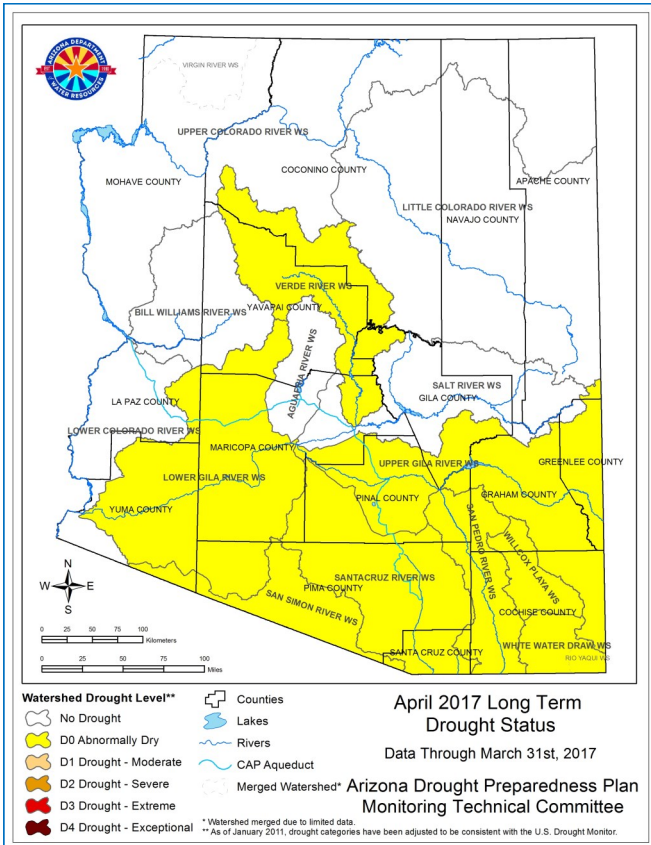 ARIZONA DEPARTMENT
OF WATER RESOURCES
VIRGIN RIVER WS
UPPER COLORADO RIVER WS
COCONINO COUNTY
MOHAVE COUNTY
APACHE COUNTY
LITTLE COLORADO RIVER WS
NAVAJO COUNTY
VERDE RIVER WS
YAVAPAI COUNTY
BILL WILLIAMS RIVER WS
AGUA FRIA RIVER WS
SALT RIVER WS
GILA COUNTY
LA PAZ COUNTY
LOWER COLORADO RIVER WS
MARICOPA COUNTY
UPPER GILA RIVER WS
GREENLEE COUNTY
LOWER GILA RIVER WS
PINAL COUNTY
GRAHAM COUNTY
YUMA COUNTY
SAN PEDRO RIVER WS
WILLCOX PLAYA WS
SANTACRUZ RIVER WS
PIMA COUNTY
SAN SIMON RIVER WS
COCHISE COUNTY
SANTA CRUZ COUNTY
WHITE WATER DRAW WS
RIO YAQUI WS
N
W E
S
0 25 50 75 100
Kilometers
0 25 50 75 100
Miles
Watershed Drought Level**
No Drought
D0 Abnormally Dry
D1 Drought - Moderate
D2 Drought - Severe
D3 Drought - Extreme
D4 Drought - Exceptional
Counties
Lakes
Rivers
CAP Aqueduct
Merged Watershed*
April 2017 Long Term
Drought Status
Data Through March 31st, 2017
Arizona Drought Preparedness Plan
Monitoring Technical Committee
* Watershed merged due to limited data.
** As of January 2011, drought categories have been adjusted to be consistent with the U.S. Drought Monitor.